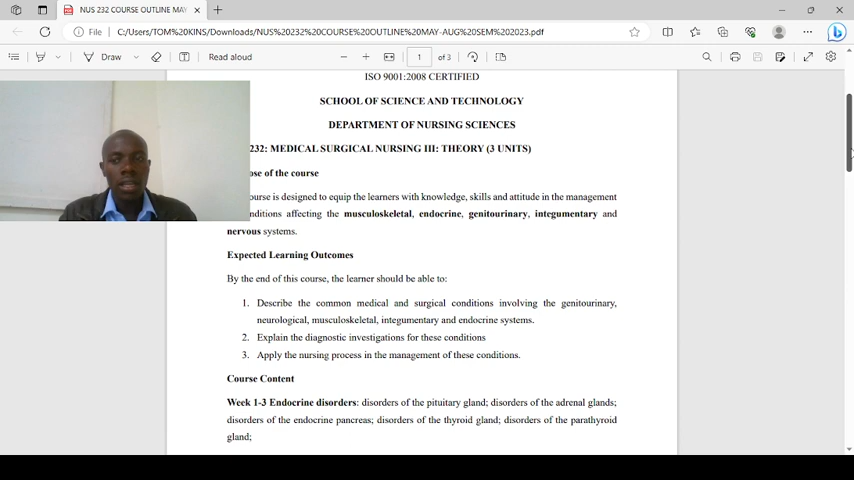 NUS 232 COURSE OUTLINE MAY
File
C:/Users/TOM%20KINS/Downloads/NUS%20232%20COURSE%20OUTLINE%20MAY-AUG%20SEM%202023.pdf
Draw
Read aloud
1
of 3
ISO 9001:2008 CERTIFIED
SCHOOL OF SCIENCE AND TECHNOLOGY
DEPARTMENT OF NURSING SCIENCES
232: MEDICAL SURGICAL NURSING III: THEORY (3 UNITS)
of the course
is designed to equip the learners with knowledge, skills and attitude in the management
affecting the musculoskeletal, endocrine, genitourinary, integumentary and
nervous systems.
Expected Learning Outcomes
By the end of this course, the learner should be able to:
1. Describe the common medical and surgical conditions involving the genitourinary,
neurological, musculoskeletal, integumentary and endocrine systems.
2. Explain the diagnostic investigations for these conditions
3. Apply the nursing process in the management of these conditions.
Course Content
Week 1-3 Endocrine disorders: disorders of the pituitary gland; disorders of the adrenal glands;
disorders of the endocrine pancreas; disorders of the thyroid gland; disorders of the parathyroid
gland;